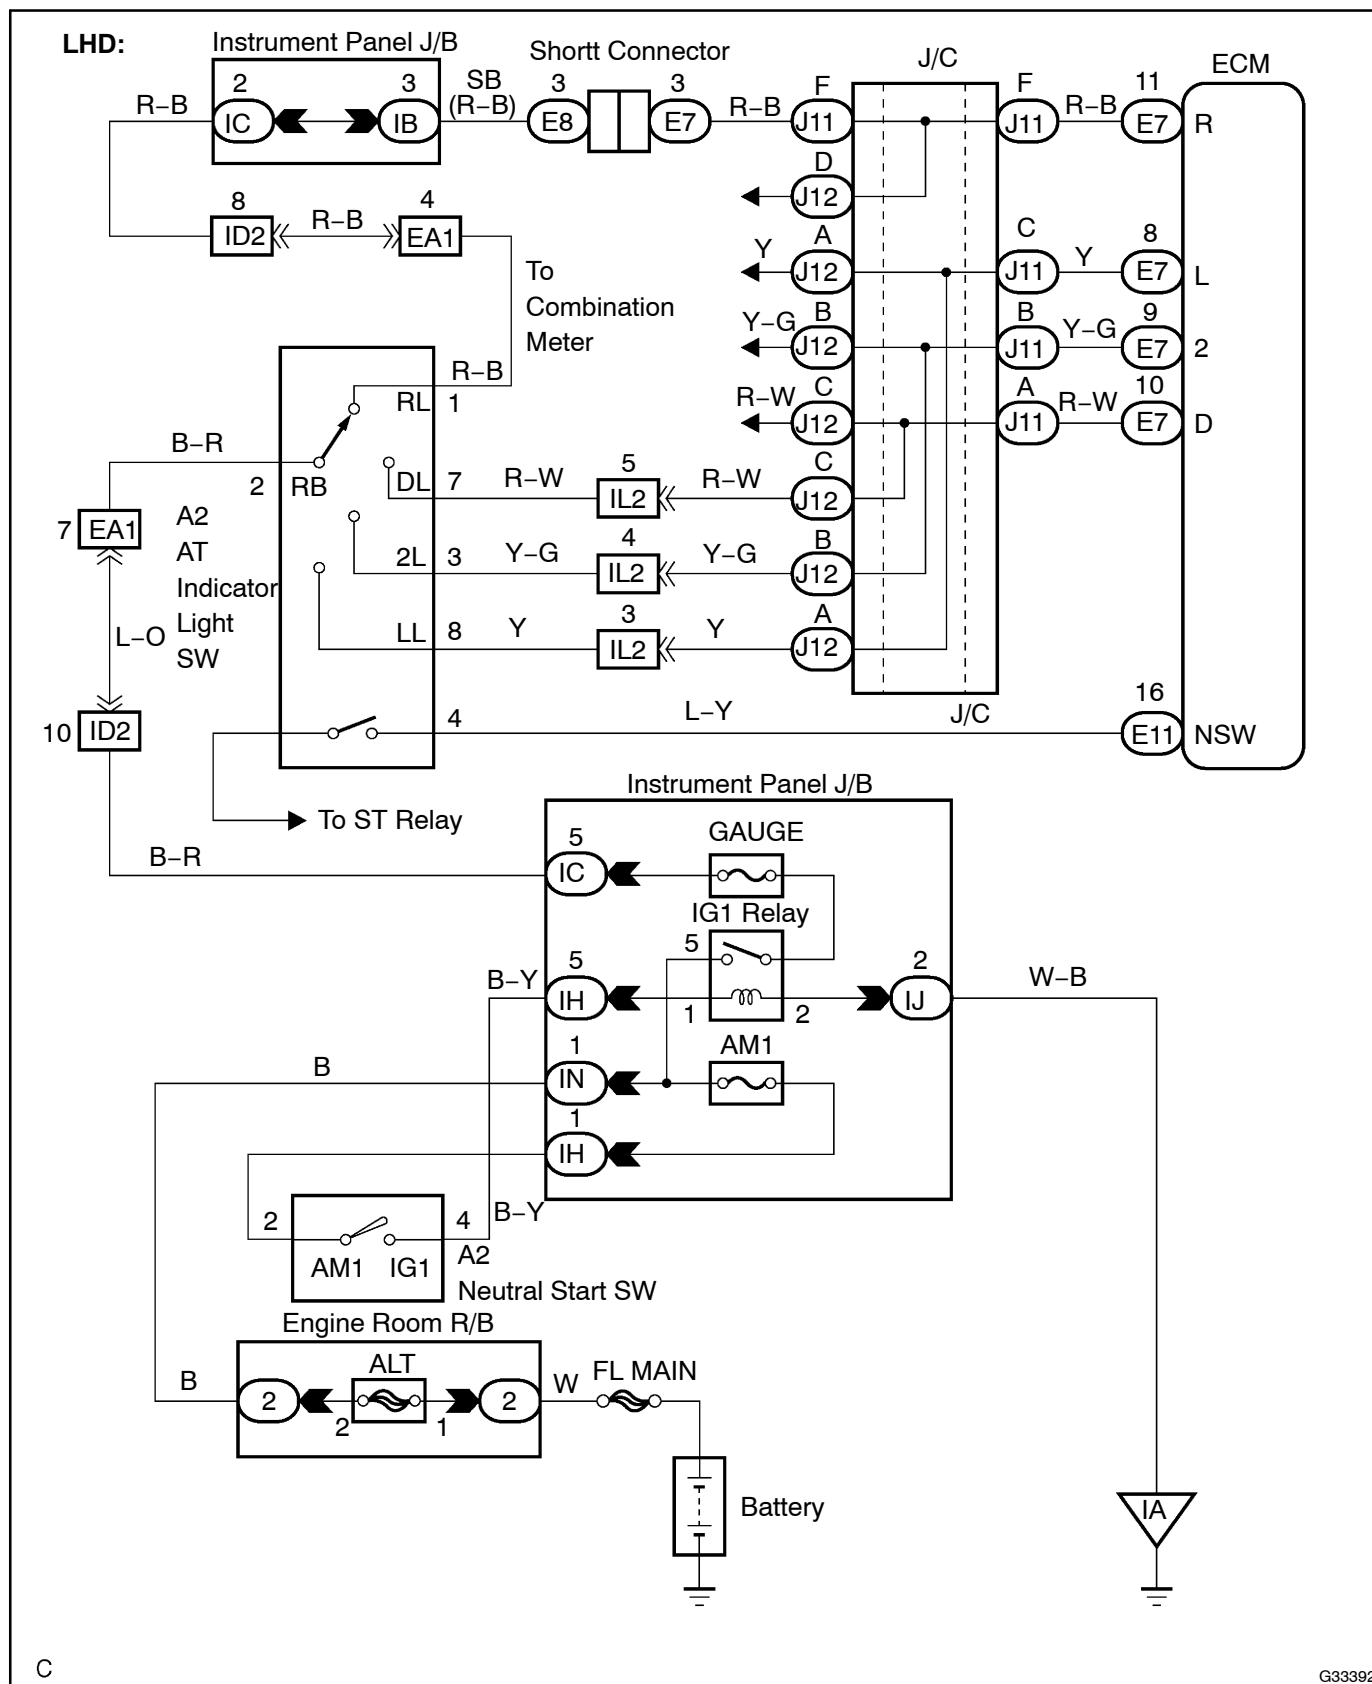 LHD:
Instrument Panel J/B
Shortt Connector
J/C
ECM
2
3
SB
(R-B)
3
3
F
F
11
R-B
IC
IB
E8
E7
R-B
J11
J11
R-B
E7
R
D
J12
8
R-B
4
ID2
EA1
A
C
8
Y
J12
J11
Y
E7
L
To
Combination
Meter
B
B
9
Y-G
J12
J11
Y-G
E7
2
R-B
RL
1
C
A
10
R-W
J12
J11
R-W
E7
D
B-R
2
RB
DL
7
R-W
5
IL2
R-W
C
J12
7
EA1
A2
AT
Indicator
Light
SW
2L
3
Y-G
4
IL2
Y-G
B
J12
L-O
LL
8
Y
3
IL2
Y
A
J12
10
ID2
4
L-Y
J/C
16
E11
NSW
To ST Relay
Instrument Panel J/B
B-R
5
IC
GAUGE
IG1 Relay
5
B-Y
5
IH
1
2
2
IJ
W-B
B
1
IN
AM1
1
IH
B-Y
2
AM1
IG1
4
A2
Neutral Start SW
Engine Room R/B
B
2
ALT
2
1
2
W
FL MAIN
Battery
IA
C
G33392